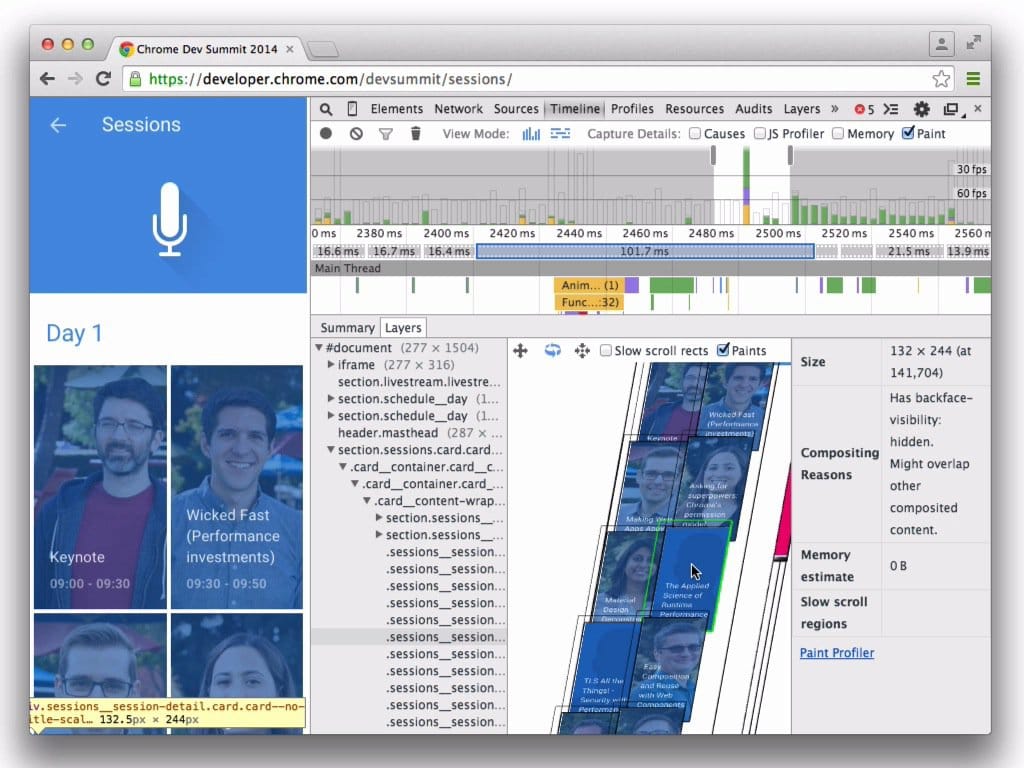 Chrome Dev Summit 2014
https://developer.chrome.com/devsummit/sessions/
Sessions
Day 1
Keynote
09:00 - 09:30
Wicked Fast
(Performance
investments)
09:30 - 09:50
iv.sessions__session-detail.card.card--no-
itle-scal… 132.5px × 244px
Elements Network Sources Timeline Profiles Resources Audits Layers » 5
View Mode: Capture Details: Causes JS Profiler Memory Paint
30 fps
60 fps
0 ms 2380 ms 2400 ms 2420 ms 2440 ms 2460 ms 2480 ms 2500 ms 2520 ms 2540 ms 2560 m
16.6 ms 16.7 ms 16.4 ms 101.7 ms 21.5 ms 13.9 ms
Main Thread
Anim… (1)
Func…:32)
Summary Layers
#document (277 × 1504)
iframe (277 × 316)
section.livestream.livestre…
section.schedule__day (1…
section.schedule__day (1…
header.masthead (287 × …
section.sessions.card.card…
.card__container.card__c…
.card__container.card__…
.card__content-wrap…
section.sessions__…
section.sessions__…
.sessions__session…
.sessions__session…
.sessions__session…
.sessions__session…
.sessions__session…
.sessions__session…
.sessions__session…
.sessions__session…
.sessions__session…
.sessions__session…
.sessions__session…
Slow scroll rects Paints
Keynote
Wicked Fast
(Performance
investments)
Making Web
Apps Appy
Asking for
superpowers:
Chrome's
permission
model
Material
Design
The Applied
Science of
Runtime
Performance
TLS All the
Things! -
Security with
Performan
Easy
Composition
and Reuse
with Web
Components
Size 132 × 244 (at
141,704)
Compositing
Reasons
Has backface-
visibility:
hidden.
Might overlap
other
composited
content.
Memory
estimate
0 B
Slow scroll
regions
Paint Profiler